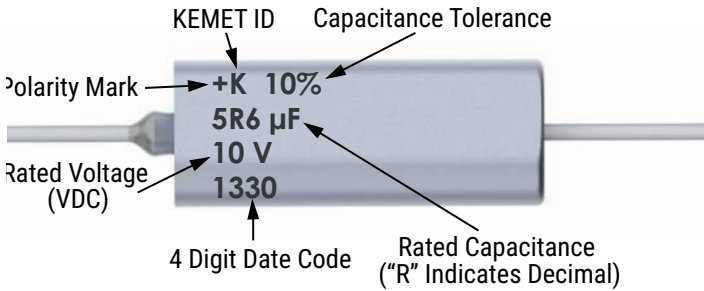 KEMET ID
Capacitance Tolerance
Polarity Mark
+K 10%
5R6 µF
10 V
1330
Rated Voltage
(VDC)
4 Digit Date Code
Rated Capacitance
("R" Indicates Decimal)